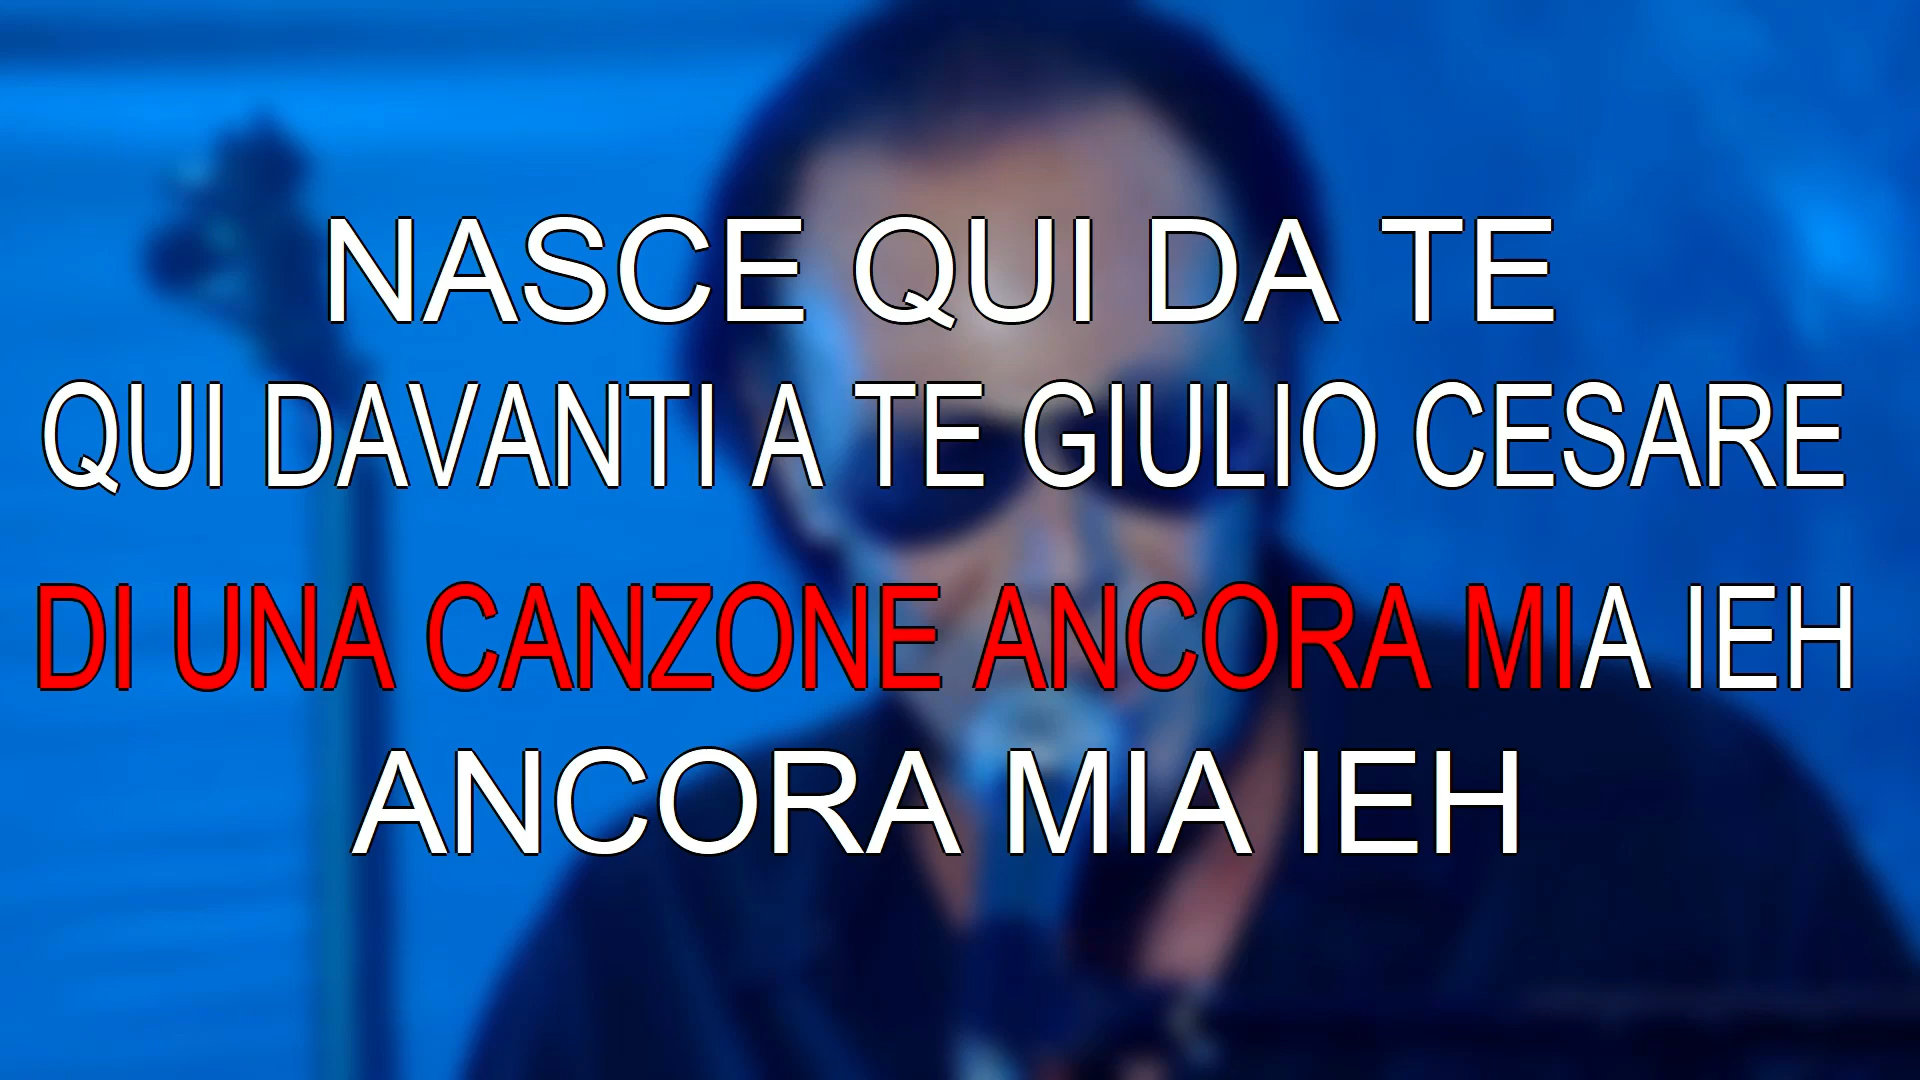 NASCE QUI DA TE
QUI DAVANTI A TE GIULIO CESARE
DI UNA CANZONE ANCORA MIA IEH
ANCORA MIA IEH